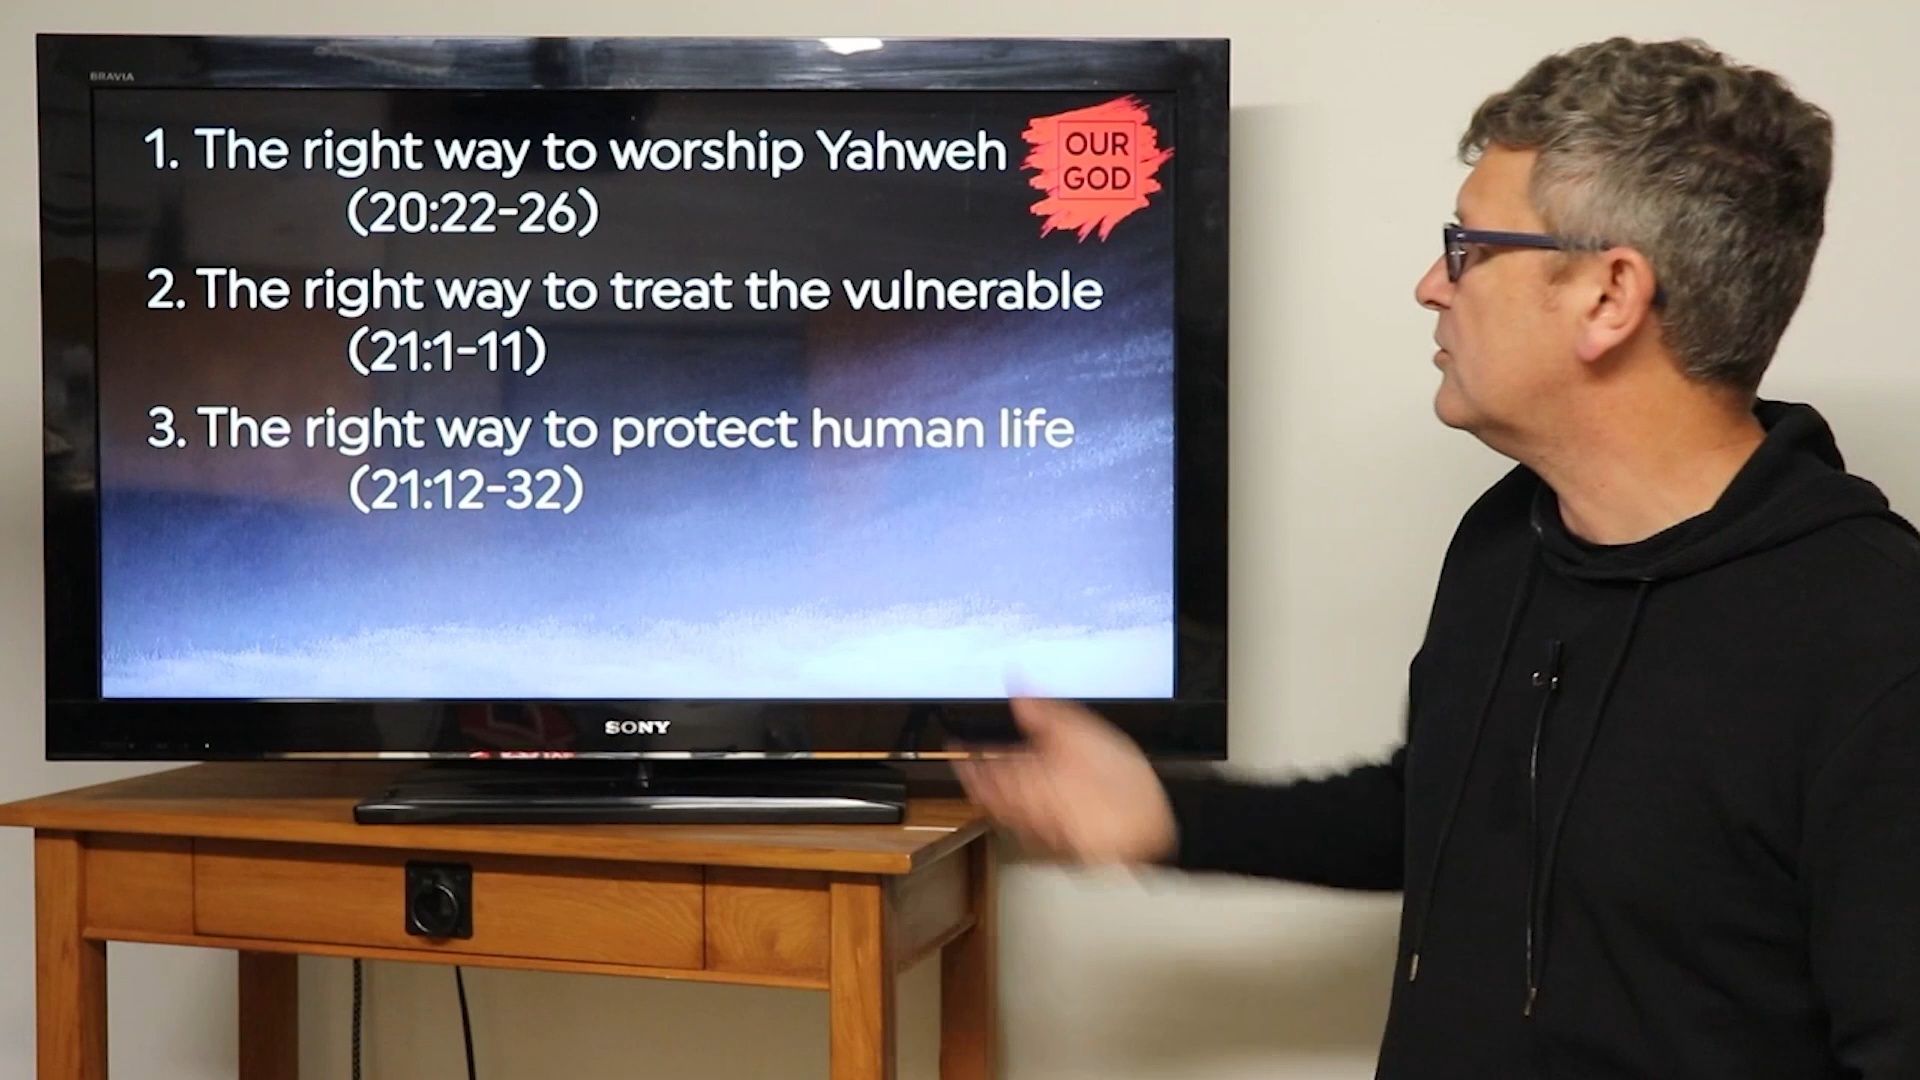 BRAVIA
1. The right way to worship Yahweh
(20:22-26)
OUR
GOD
2. The right way to treat the vulnerable
(21:1-11)
3. The right way to protect human life
(21:12-32)
SONY